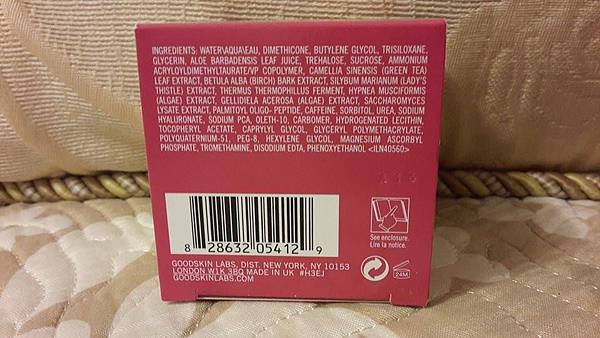 INGREDIENTS: WATER\AQUA\EAU, DIMETHICONE, BUTYLENE GLYCOL, TRISILOXANE,
GLYCERIN, ALOE BARBADENSIS LEAF JUICE, TREHALOSE, SUCROSE, AMMONIUM
ACRYLOYLDIMETHYLTAURATE/VP COPOLYMER, CAMELLIA SINENSIS (GREEN TEA)
LEAF EXTRACT, BETULA ALBA (BIRCH) BARK EXTRACT, SILYBUM MARIANUM (LADY'S
THISTLE) EXTRACT, THERMUS THERMOPHILLUS FERMENT, HYPNEA MUSCIFORMIS
(ALGAE) EXTRACT, GELLIDIELA ACEROSA (ALGAE) EXTRACT, SACCHAROMYCES
LYSATE EXTRACT, PALMITOYL OLIGO- PEPTIDE, CAFFEINE, SORBITOL, UREA, SODIUM
HYALURONATE, SODIUM PCA, OLETH-10, CARBOMER, HYDROGENATED LECITHIN,
TOCOPHERYL ACETATE, CAPRYLYL GLYCOL, GLYCERYL POLYMETHACRYLATE,
POLYQUATERNIUM-51, PEG-8, HEXYLENE GLYCOL, MAGNESIUM ASCORBYL
PHOSPHATE, TROMETHAMINE, DISODIUM EDTA, PHENOXYETHANOL <ILN40560>
8 28632 05412 9
See enclosure.
Lire la notice.
GOODSKIN LABS, DIST. NEW YORK, NY 10153
LONDON W1K 3BQ MADE IN UK #H3EJ
GOODSKINLABS.COM
24M